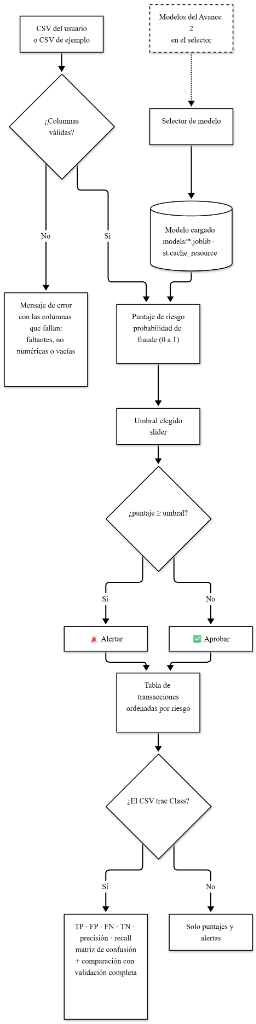 CSV del usuario
o CSV de ejemplo
Modelos del Avance
2
en el selector
¿Columnas
válidas?
Selector de modelo
No
Sí
Modelo cargado
models/*.joblib ·
st.cache_resource
Mensaje de error
con las columnas
que fallan:
faltantes, no
numéricas o vacías
Puntaje de riesgo
probabilidad de
fraude (0 a 1)
Umbral elegido
slider
¿puntaje ≥ umbral?
Sí
No
🚨 Alertar
✅ Aprobar
Tabla de
transacciones
ordenadas por riesgo
¿El CSV trae Class?
Sí
No
TP · FP · FN · TN ·
precisión · recall
matriz de confusión
+ comparación con
validación completa
Solo puntajes y
alertas